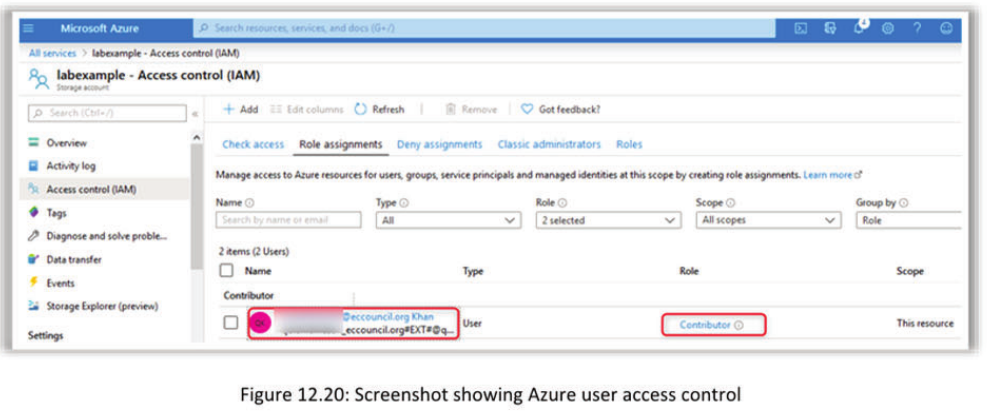 Microsoft Azure
Search resources, services, and docs (G+/)
All services > labexample - Access control (IAM)
labexample - Access control (IAM)
Storage account
Search (Ctrl+/)
Add Edit columns Refresh Remove Got feedback?
Overview
Activity log
Access control (IAM)
Tags
Diagnose and solve proble...
Data transfer
Events
Storage Explorer (preview)
Settings
Check access Role assignments Deny assignments Classic administrators Roles
Manage access to Azure resources for users, groups, service principals and managed identities at this scope by creating role assignments. Learn more
Name Type Role Scope Group by
Search by name or email All 2 selected All scopes Role
2 items (2 Users)
Name Type Role Scope
Contributor
@eccouncil.org Khan
_eccouncil.org#EXT#@q... User Contributor This resource
Figure 12.20: Screenshot showing Azure user access control